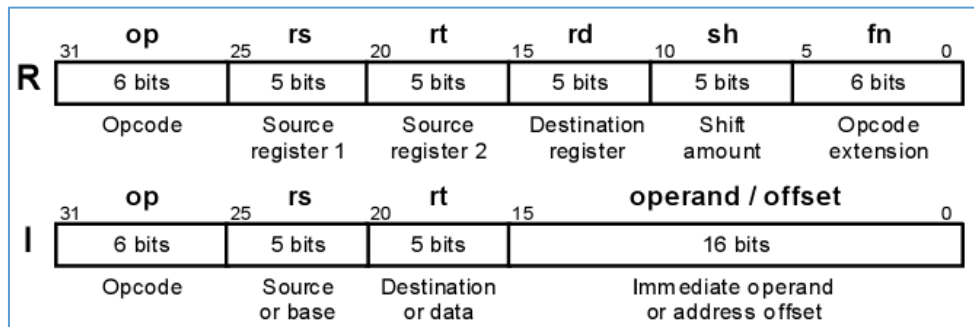 op rs rt rd sh fn
31 25 20 15 10 5 0
R 6 bits 5 bits 5 bits 5 bits 5 bits 6 bits
Opcode Source Source Destination Shift Opcode
register 1 register 2 register amount extension
op rs rt operand / offset
31 25 20 15 0
I 6 bits 5 bits 5 bits 16 bits
Opcode Source Destination Immediate operand
or base or data or address offset